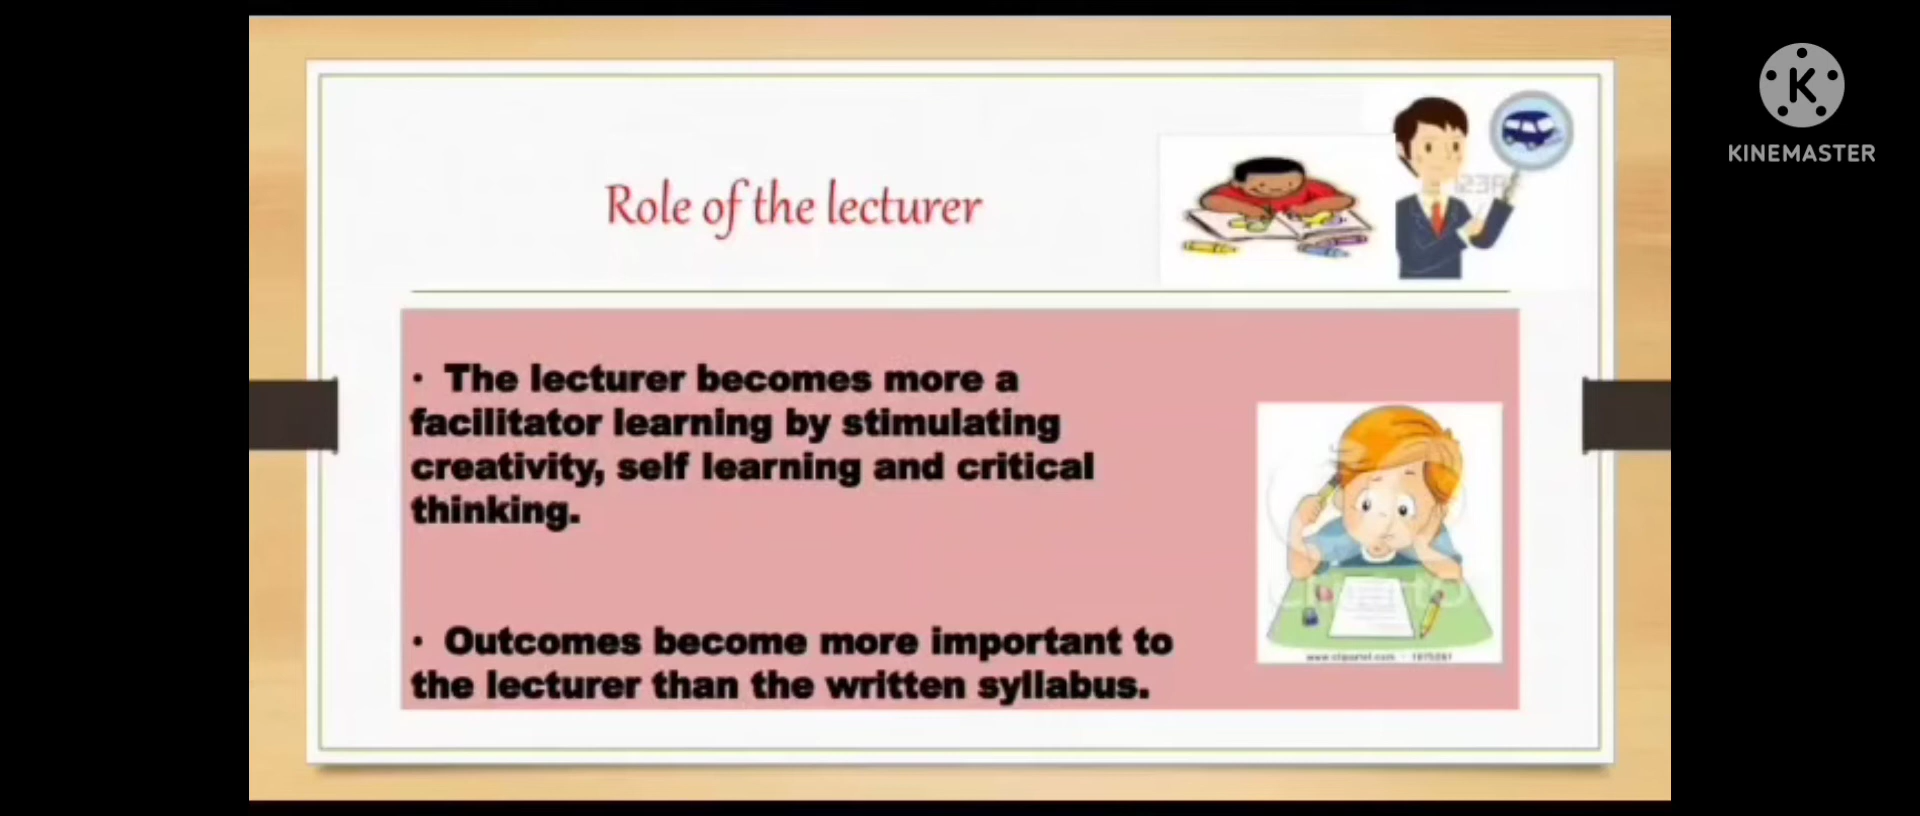 Role of the lecturer
KINEMASTER
· The lecturer becomes more a
facilitator learning by stimulating
creativity, self learning and critical
thinking.
· Outcomes become more important to
the lecturer than the written syllabus.